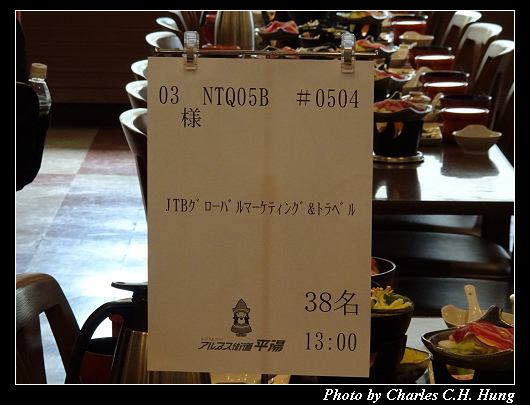 03 NTQ05B #0504
様
JTBグローバルマーケティング&トラベル
38名
アルプス街道 平湯
13:00
Photo by Charles C.H. Hung